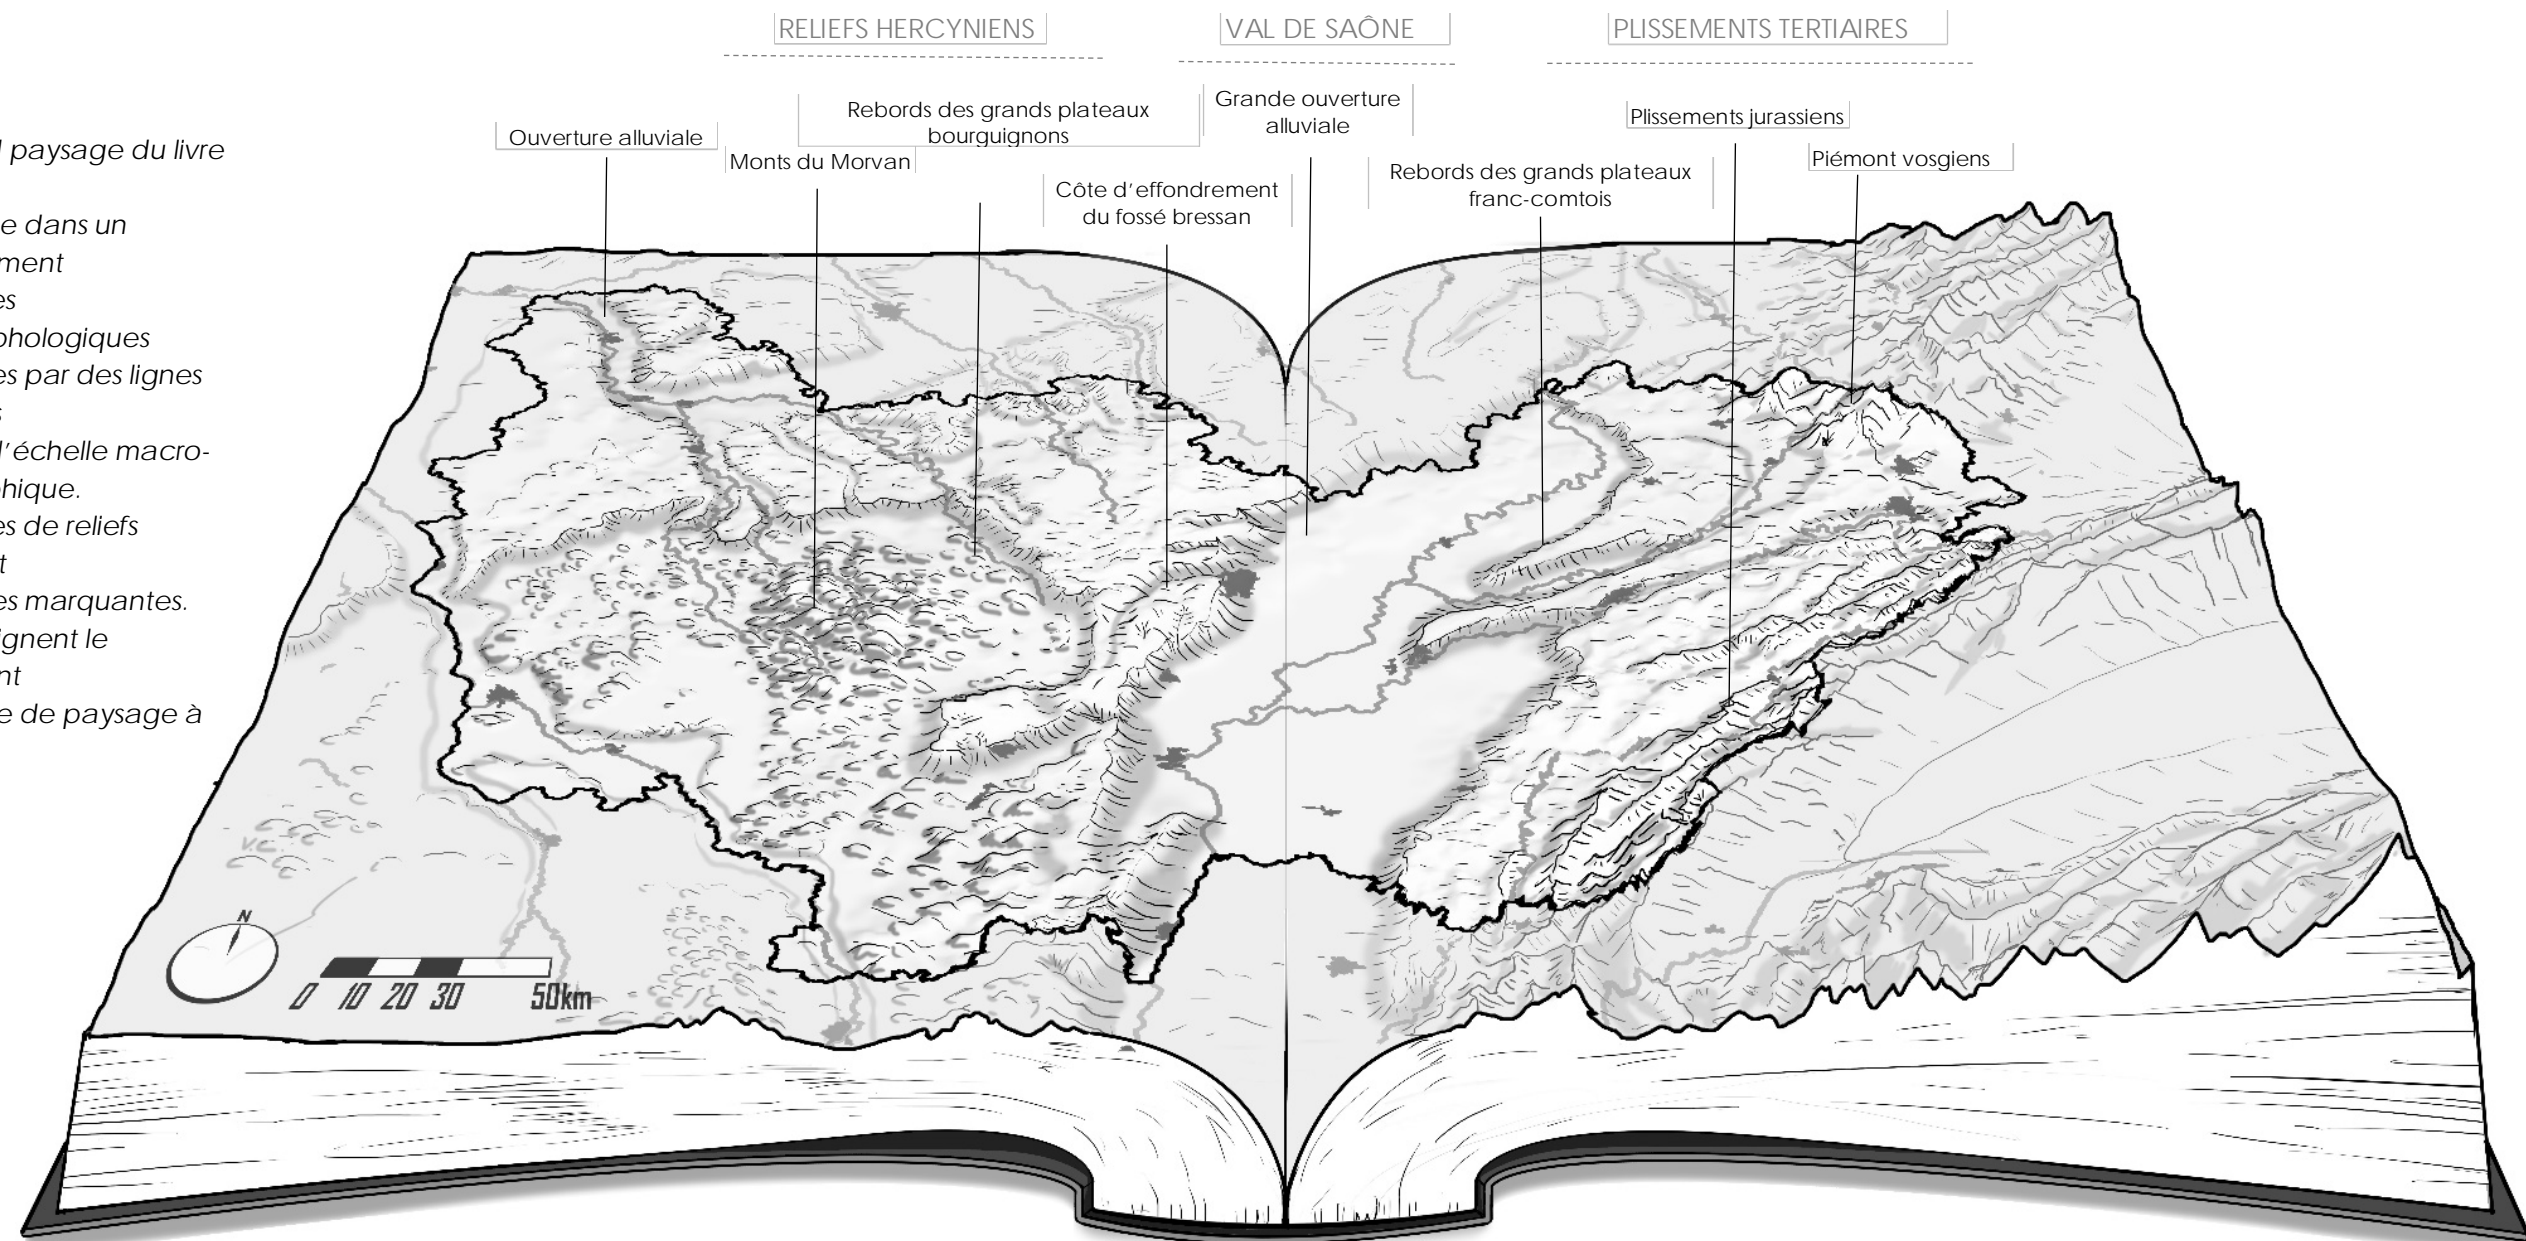 RELIEFS HERCYNIENS
VAL DE SAÔNE
PLISSEMENTS TERTIAIRES
Ouverture alluviale
Monts du Morvan
Rebords des grands plateaux
bourguignons
Côte d'effondrement
du fossé bressan
Grande ouverture
alluviale
Rebords des grands plateaux
franc-comtois
Plissements jurassiens
Piémont vosgiens
paysage du livre
e dans un
ment
es
phologiques
es par des lignes
s
l'échelle macro-
phique.
es de reliefs
t
es marquantes.
ignent le
nt
e de paysage à
N
0 10 20 30 50km